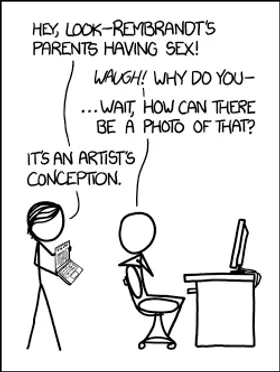 HEY, LOOK–REMBRANDT'S
PARENTS HAVING SEX!
WAUGH! WHY DO YOU–
...WAIT, HOW CAN THERE
BE A PHOTO OF THAT?
IT'S AN ARTIST'S
CONCEPTION.